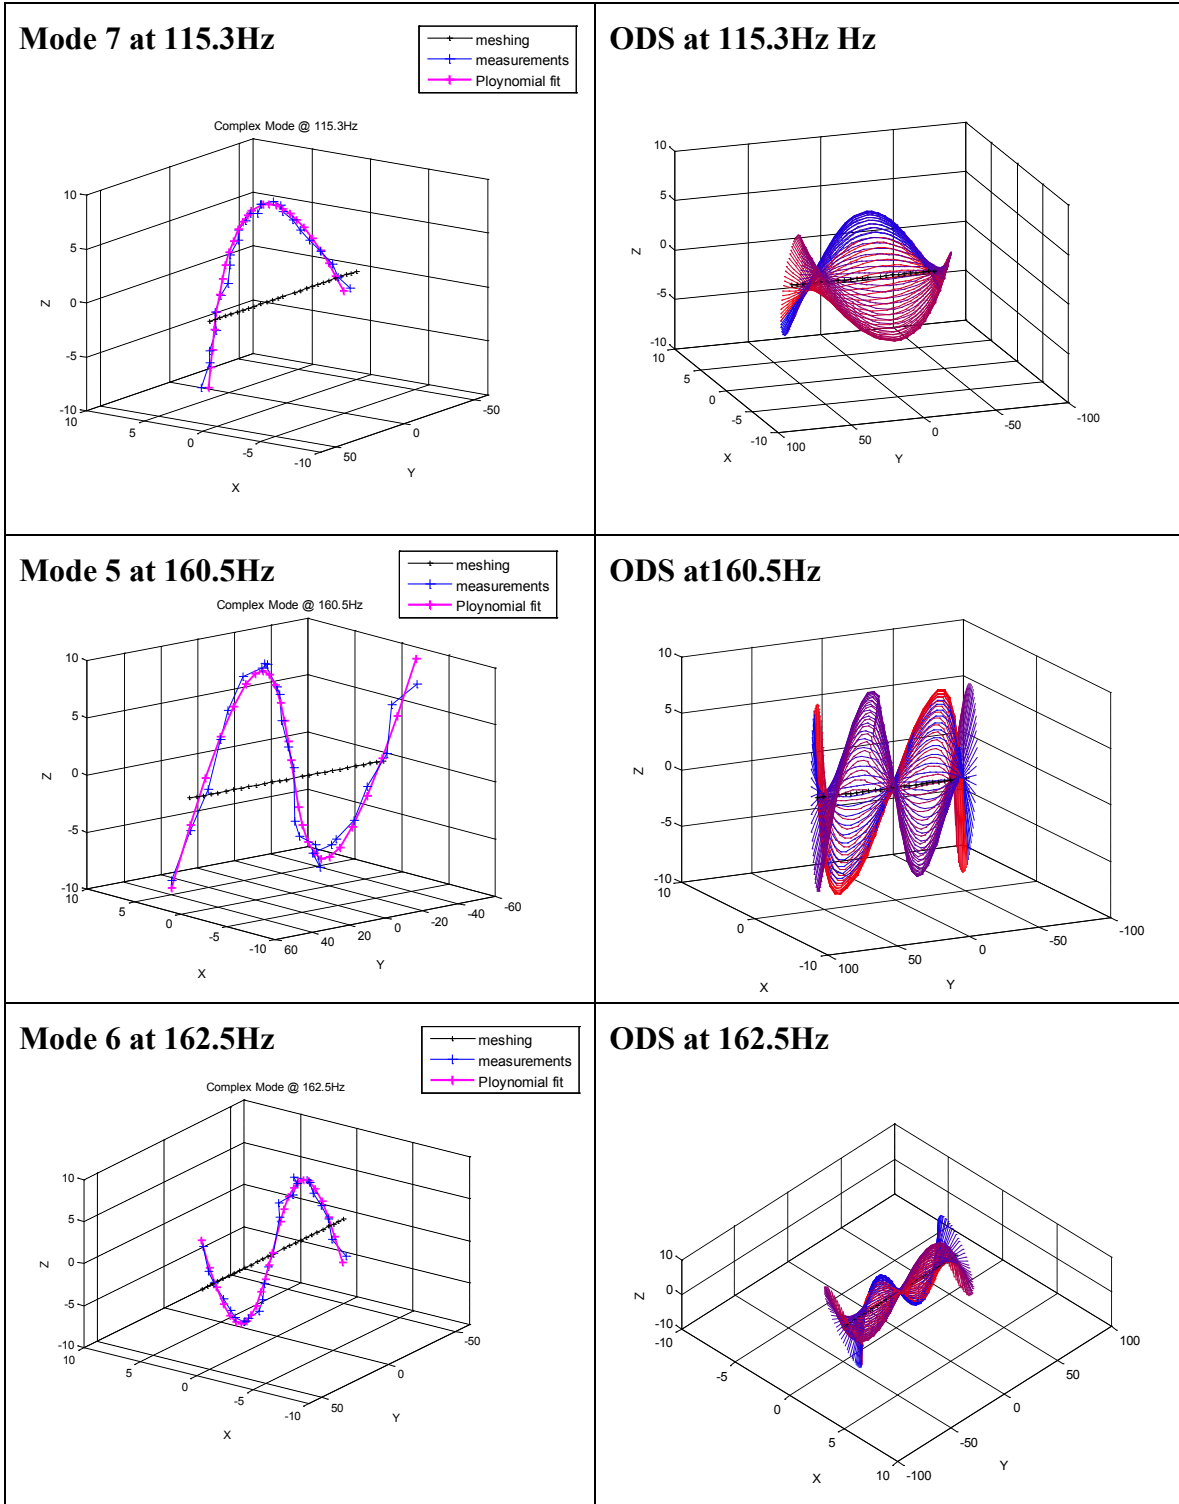 Mode 7 at 115.3Hz
meshing
measurements
Ploynomial fit
Complex Mode @ 115.3Hz
10
5
0
-5
-10
Z
10
5
0
-5
-10
X
50
0
-50
Y
ODS at 115.3Hz Hz
10
5
0
-5
-10
Z
10
5
0
-5
-10
X
100
50
0
-50
-100
Y
Mode 5 at 160.5Hz
meshing
measurements
Ploynomial fit
Complex Mode @ 160.5Hz
10
5
0
-5
-10
Z
10
5
0
-5
-10
X
60
40
20
0
-20
-40
-60
Y
ODS at160.5Hz
10
5
0
-5
-10
Z
10
0
-10
X
100
50
0
-50
-100
Y
Mode 6 at 162.5Hz
meshing
measurements
Ploynomial fit
Complex Mode @ 162.5Hz
10
5
0
-5
-10
Z
10
5
0
-5
-10
X
50
0
-50
Y
ODS at 162.5Hz
10
0
-10
Z
-10
-5
0
5
10
X
-100
-50
0
50
100
Y